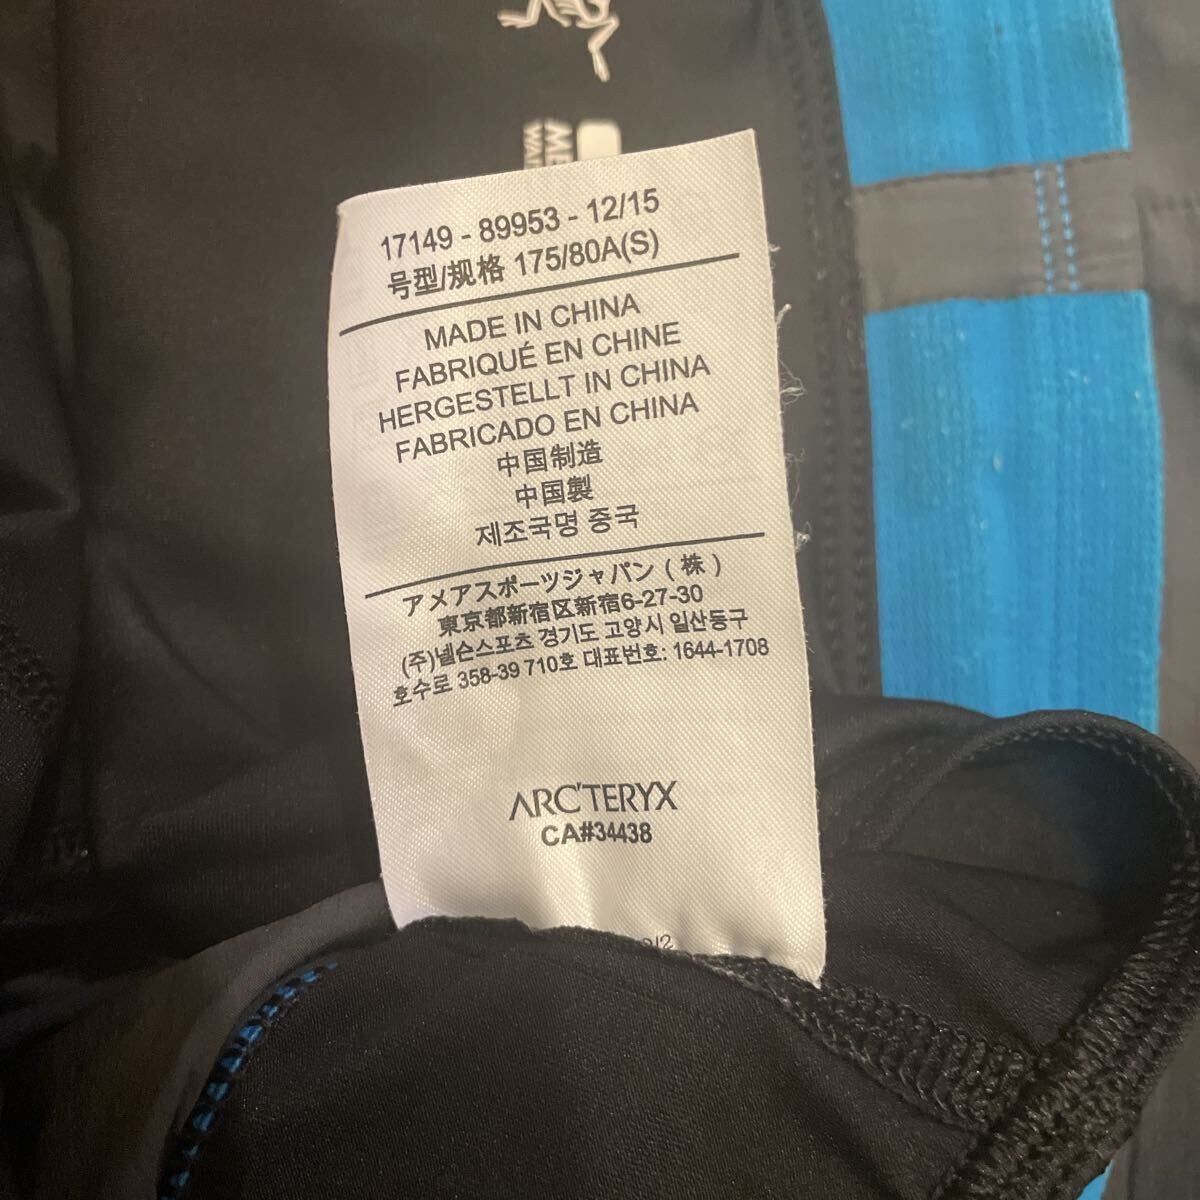 ME
17149 - 89953 - 12/15
号型/规格 175/80A(S)
MADE IN CHINA
FABRIQUÉ EN CHINE
HERGESTELLT IN CHINA
FABRICADO EN CHINA
中国制造
中国製
제조국명 중국
アメアスポーツジャパン ( 株 )
東京都新宿区新宿6-27-30
(주)넬슨스포츠 경기도 고양시 일산동구
호수로 358-39 710호 대표번호: 1644-1708
ARC'TERYX
CA#34438